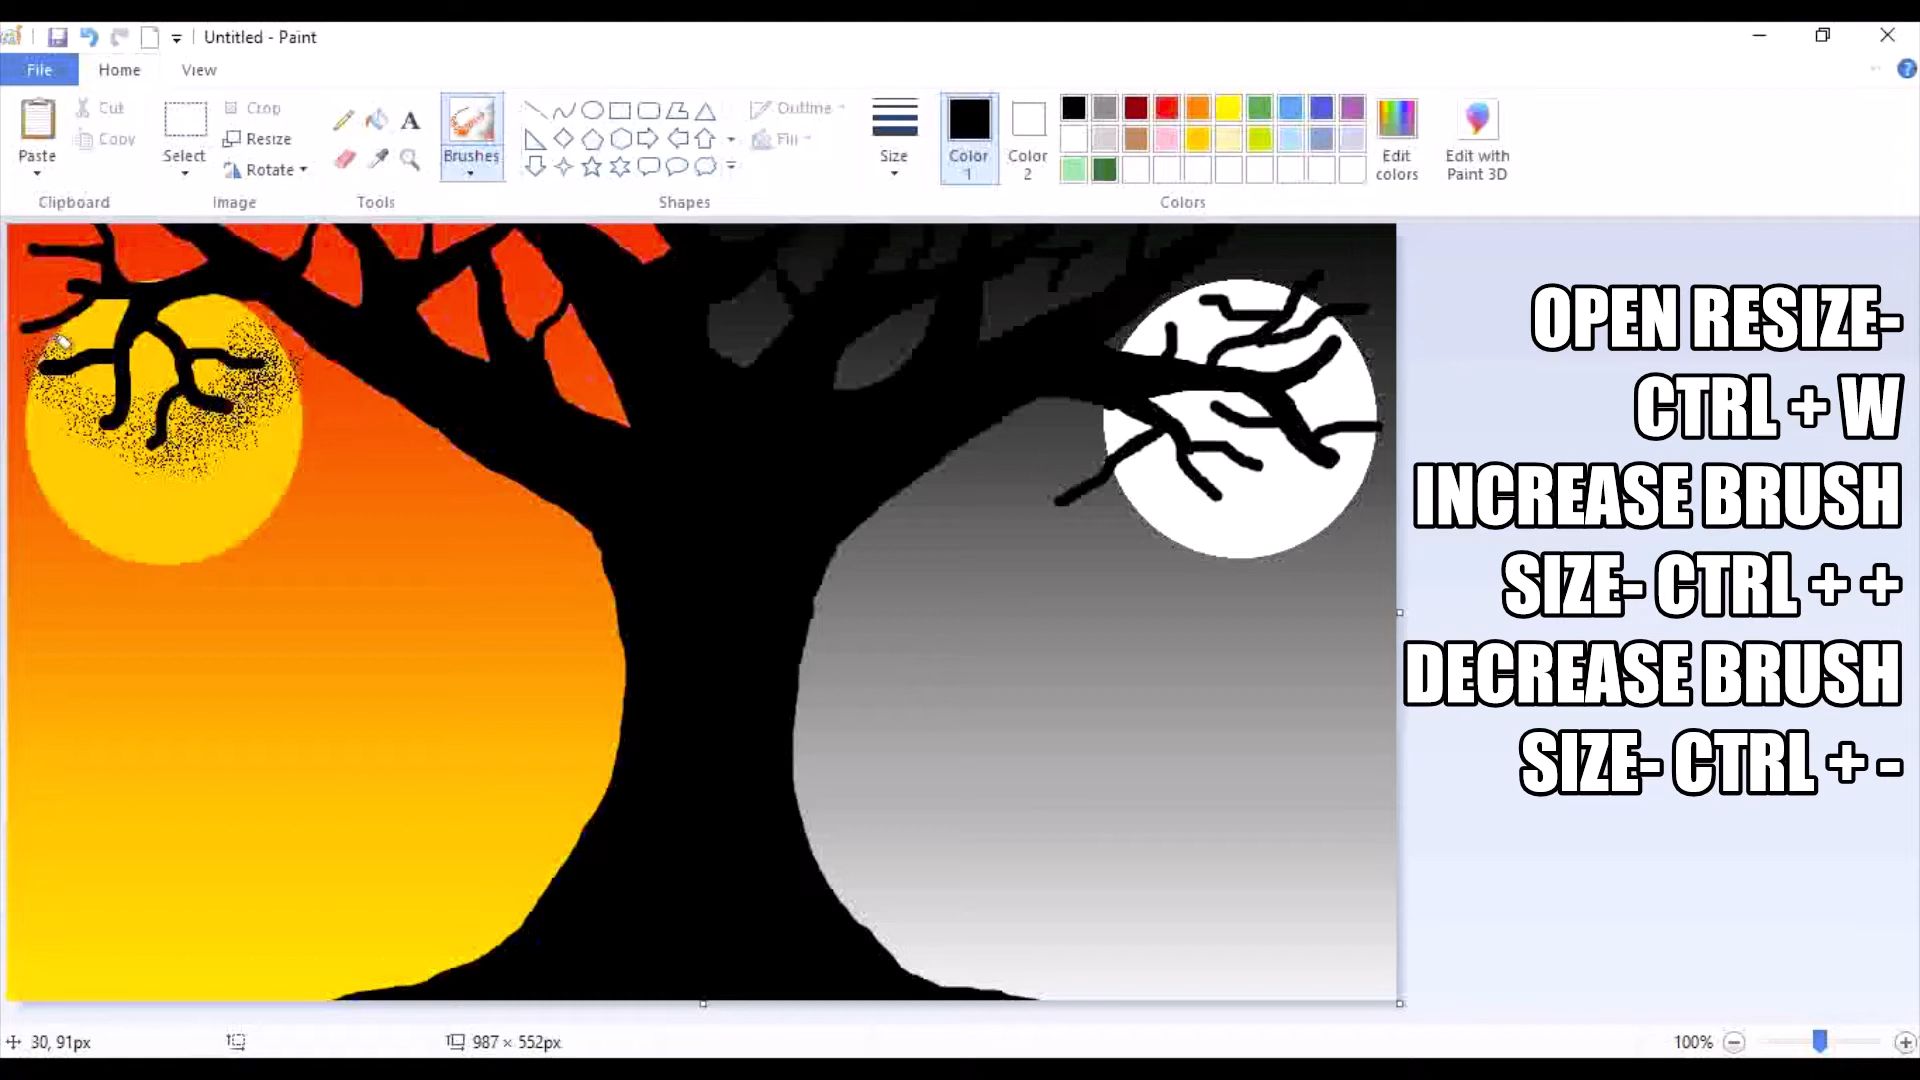 Untitled - Paint
File Home View
Paste
Cut
Copy
Clipboard
Select
Crop
Resize
Rotate
Image
A
Tools
Brushes
Shapes
Outline
Fill
Size
Color
1
Color
2
Edit
colors
Edit with
Paint 3D
Colors
OPEN RESIZE-
CTRL + W
INCREASE BRUSH
SIZE- CTRL + +
DECREASE BRUSH
SIZE- CTRL + -
30, 91px
987 × 552px
100%